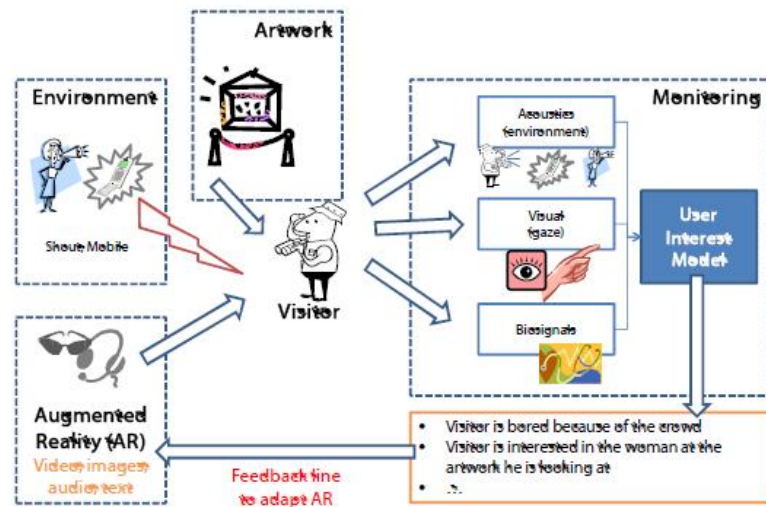 Artwork
Environment
Shout, Mobile
Visitor
Augmented
Reality (AR)
Video, images,
audio, text
Monitoring
Acoustics
(environment)
Visual
(gaze)
Biosignals
User
Interest
Model
• Visitor is bored because of the crowd
• Visitor is interested in the woman at the
artwork he is looking at
• ...
Feedback line
to adapt AR